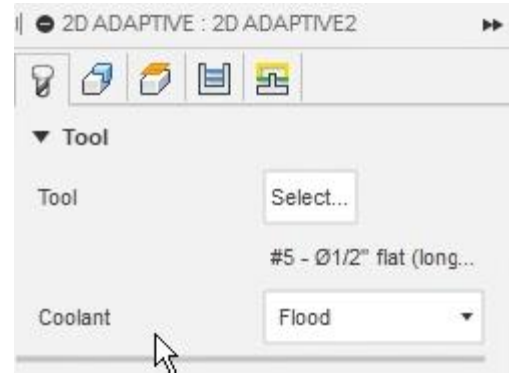 2D ADAPTIVE : 2D ADAPTIVE2
Tool
Tool Select...
#5 - Ø1/2" flat (long...
Coolant Flood